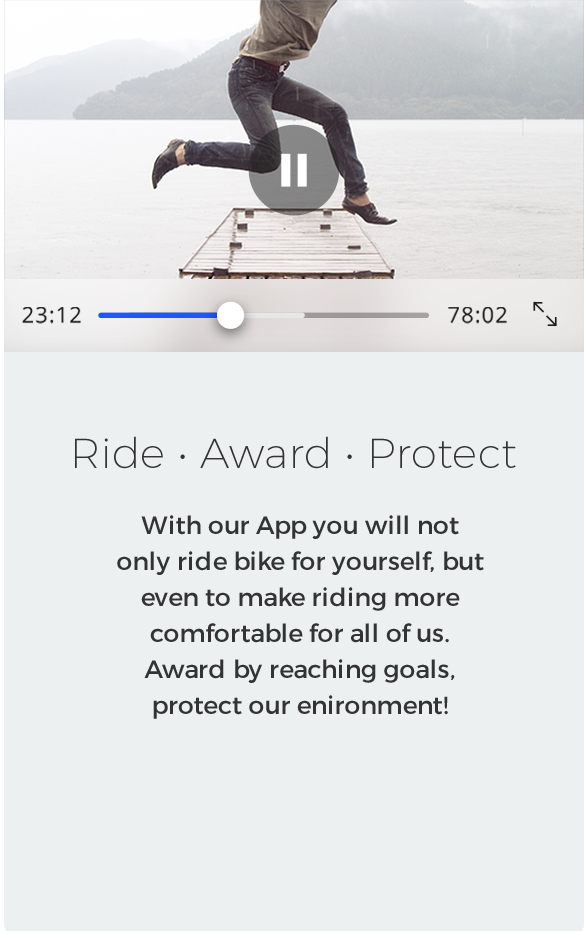 23:12 78:02
Ride · Award · Protect
With our App you will not
only ride bike for yourself, but
even to make riding more
comfortable for all of us.
Award by reaching goals,
protect our enironment!